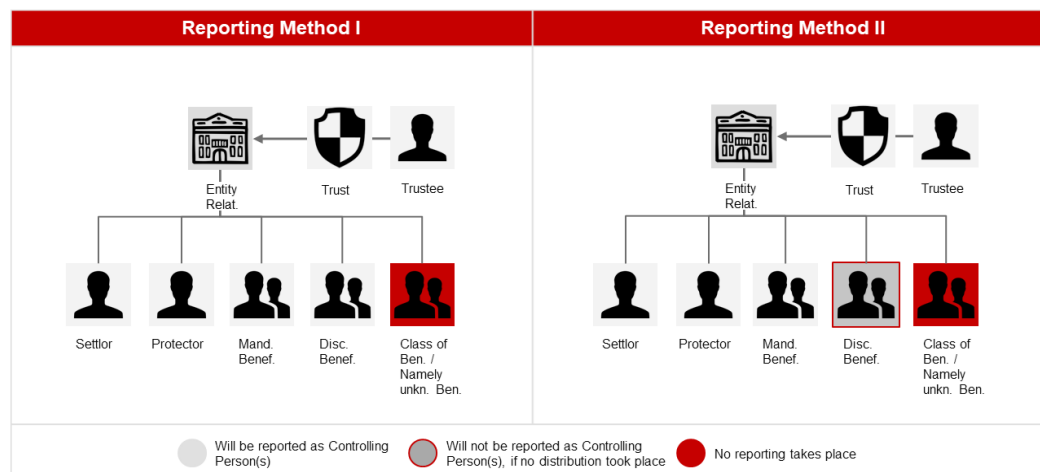 Reporting Method I
Reporting Method II
Entity
Relat.
Trust
Trustee
Entity
Relat.
Trust
Trustee
Settlor
Protector
Mand.
Benef.
Disc.
Benef.
Class of
Ben. /
Namely
unkn. Ben.
Settlor
Protector
Mand.
Benef.
Disc.
Benef.
Class of
Ben. /
Namely
unkn. Ben.
Will be reported as Controlling
Person(s)
Will not be reported as Controlling
Person(s), if no distribution took place
No reporting takes place